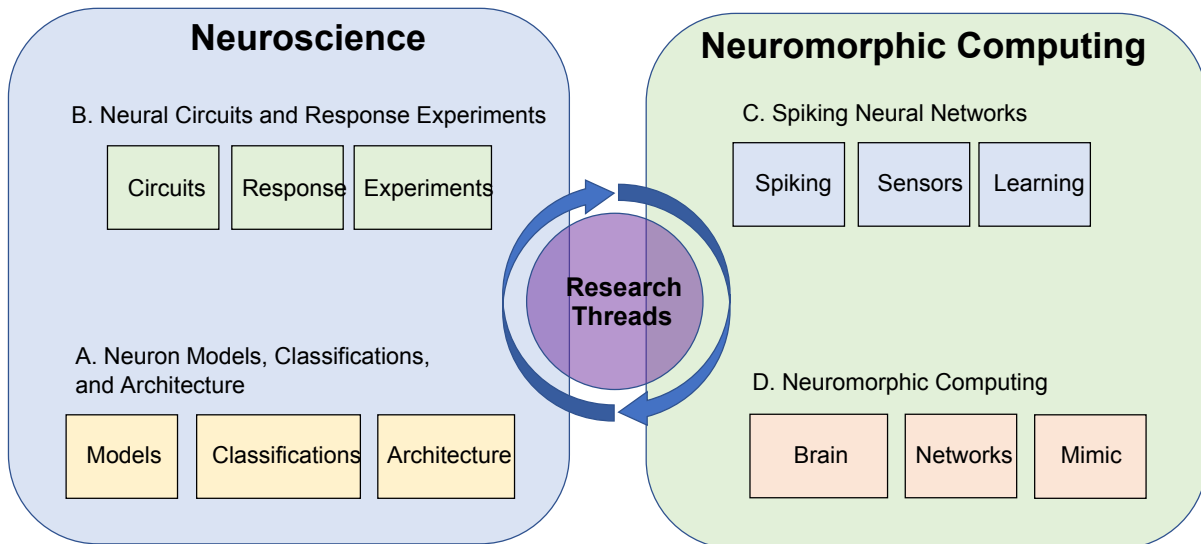 Neuroscience
B. Neural Circuits and Response Experiments
Circuits
Response
Experiments
A. Neuron Models, Classifications,
and Architecture
Models
Classifications
Architecture
Research
Threads
Neuromorphic Computing
C. Spiking Neural Networks
Spiking
Sensors
Learning
D. Neuromorphic Computing
Brain
Networks
Mimic